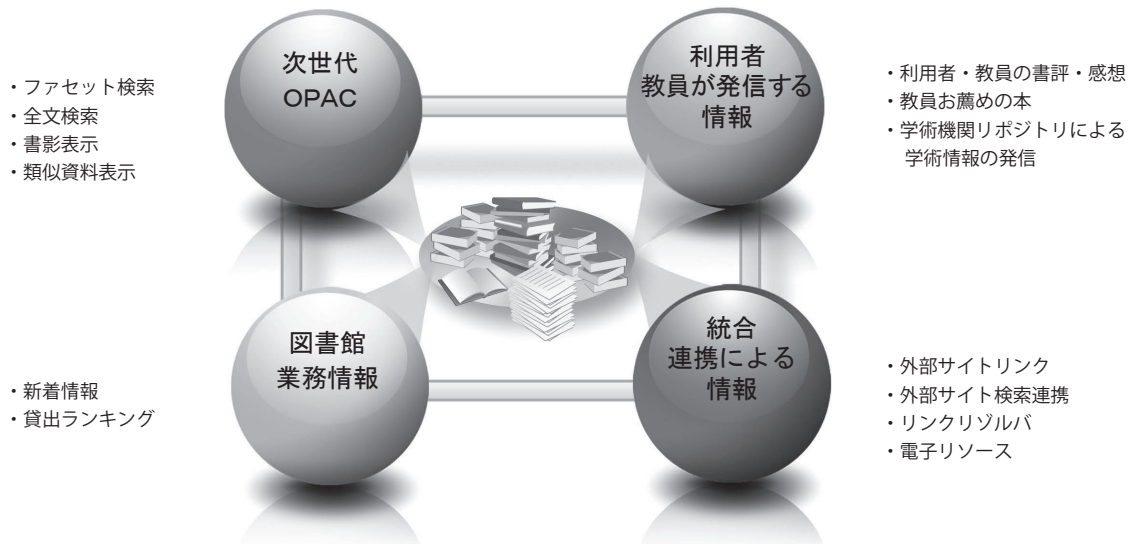 次世代
OPAC
・ファセット検索
・全文検索
・書影表示
・類似資料表示
利用者
教員が発信する
情報
・利用者・教員の書評・感想
・教員お薦めの本
・学術機関リポジトリによる
学術情報の発信
図書館
業務情報
・新着情報
・貸出ランキング
統合
連携による
情報
・外部サイトリンク
・外部サイト検索連携
・リンクリゾルバ
・電子リソース